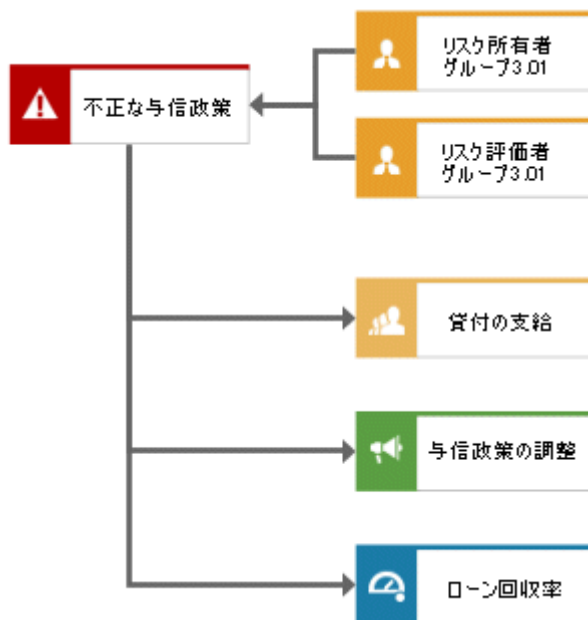 不正な与信政策
リスク所有者
グループ3.01
リスク評価者
グループ3.01
貸付の支給
与信政策の調整
ローン回収率